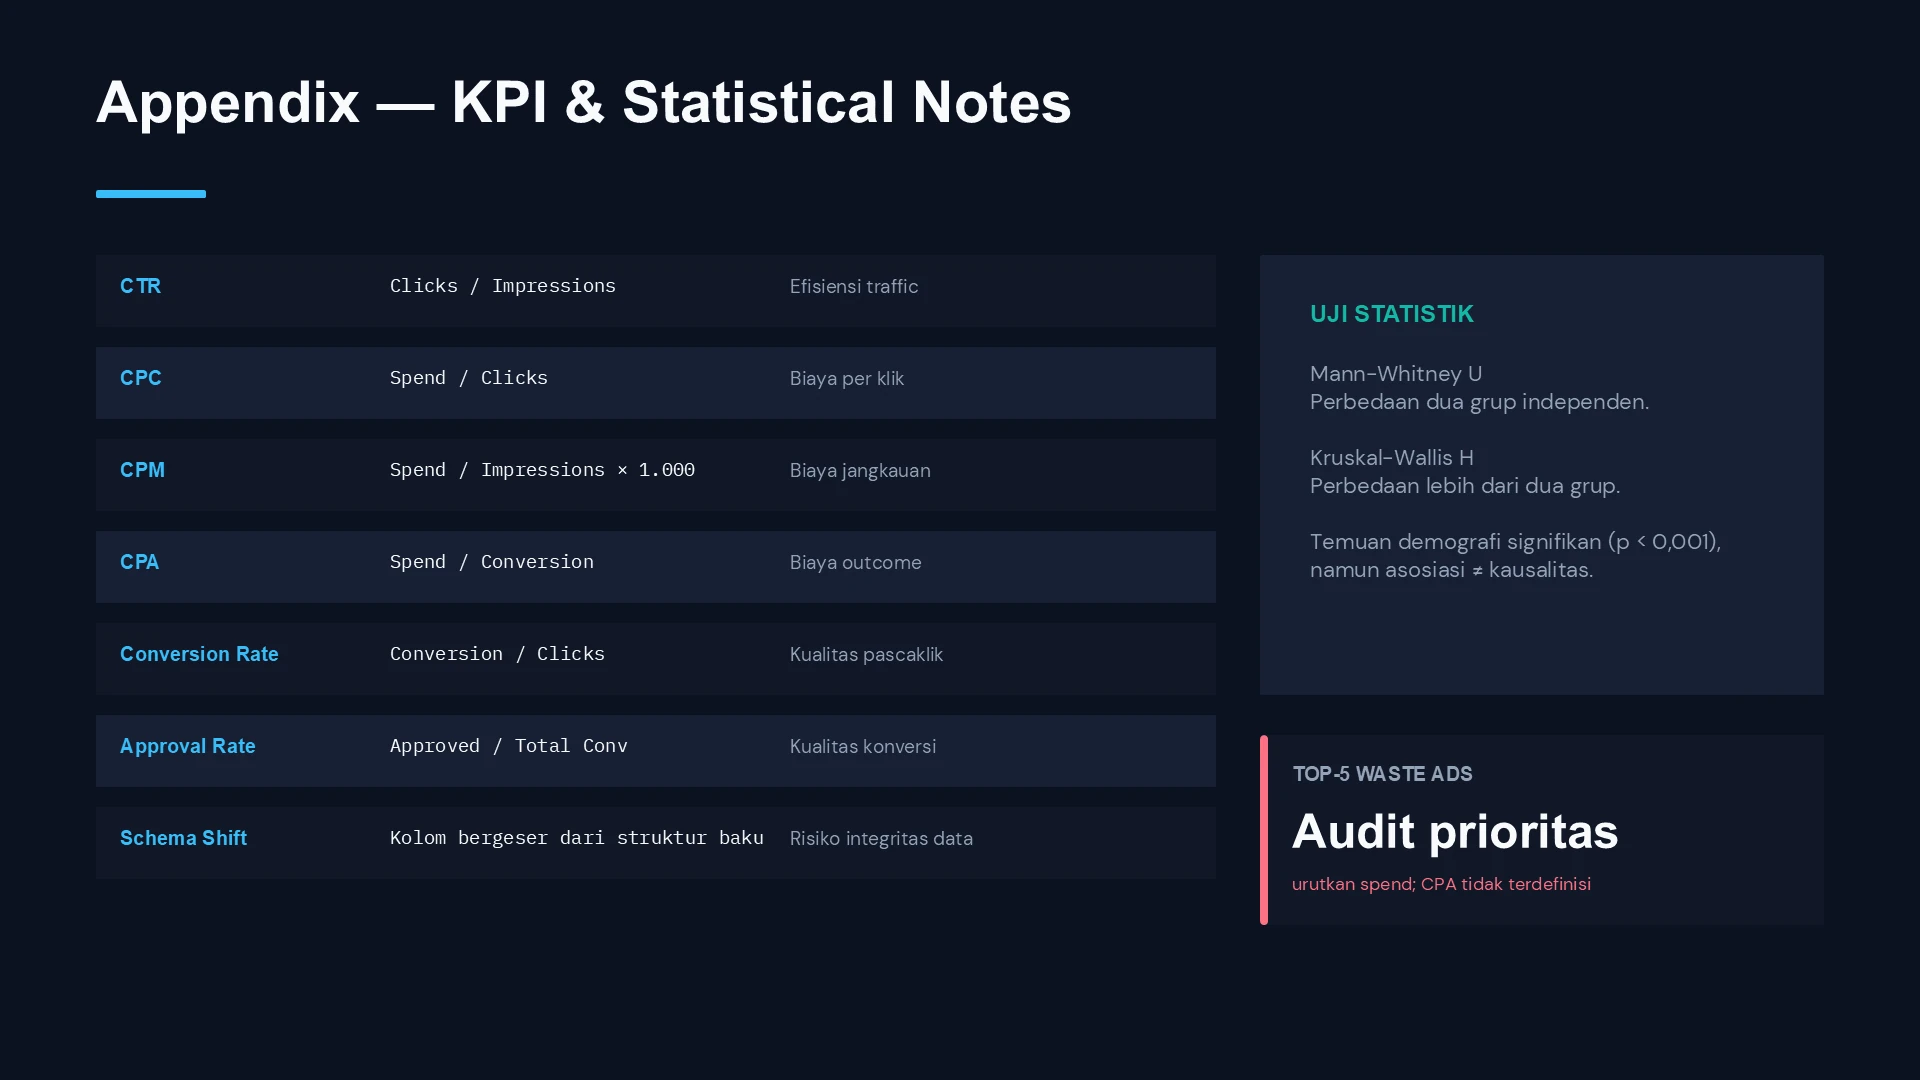 Appendix — KPI & Statistical Notes
CTR Clicks / Impressions Efisiensi traffic
CPC Spend / Clicks Biaya per klik
CPM Spend / Impressions × 1.000 Biaya jangkauan
CPA Spend / Conversion Biaya outcome
Conversion Rate Conversion / Clicks Kualitas pascaklik
Approval Rate Approved / Total Conv Kualitas konversi
Schema Shift Kolom bergeser dari struktur baku Risiko integritas data
UJI STATISTIK
Mann-Whitney U
Perbedaan dua grup independen.
Kruskal-Wallis H
Perbedaan lebih dari dua grup.
Temuan demografi signifikan (p < 0,001),
namun asosiasi ≠ kausalitas.
TOP-5 WASTE ADS
Audit prioritas
urutkan spend; CPA tidak terdefinisi